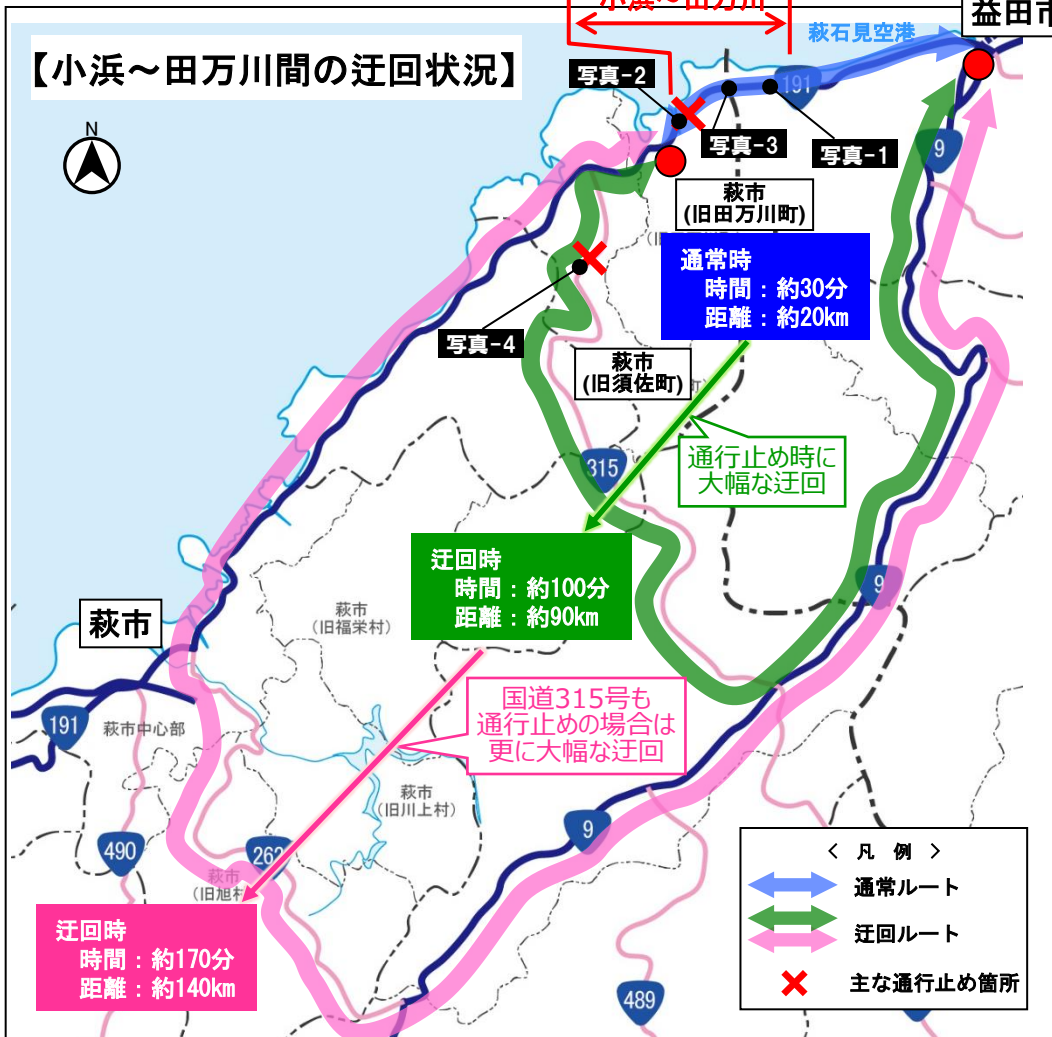 小浜～田万川
益田市
萩石見空港
【小浜～田万川間の迂回状況】
N
写真-2
191
写真-3
写真-1
9
萩市
(旧田万川町)
通常時
時間：約30分
距離：約20km
写真-4
萩市
(旧須佐町)
315
通行止め時に
大幅な迂回
迂回時
時間：約100分
距離：約90km
9
萩市
(旧福栄村)
萩市
国道315号も
通行止めの場合は
更に大幅な迂回
191
萩市中心部
萩市
(旧川上村)
9
490
262
萩市
(旧旭村
迂回時
時間：約170分
距離：約140km
489
＜ 凡 例 ＞
通常ルート
迂回ルート
主な通行止め箇所